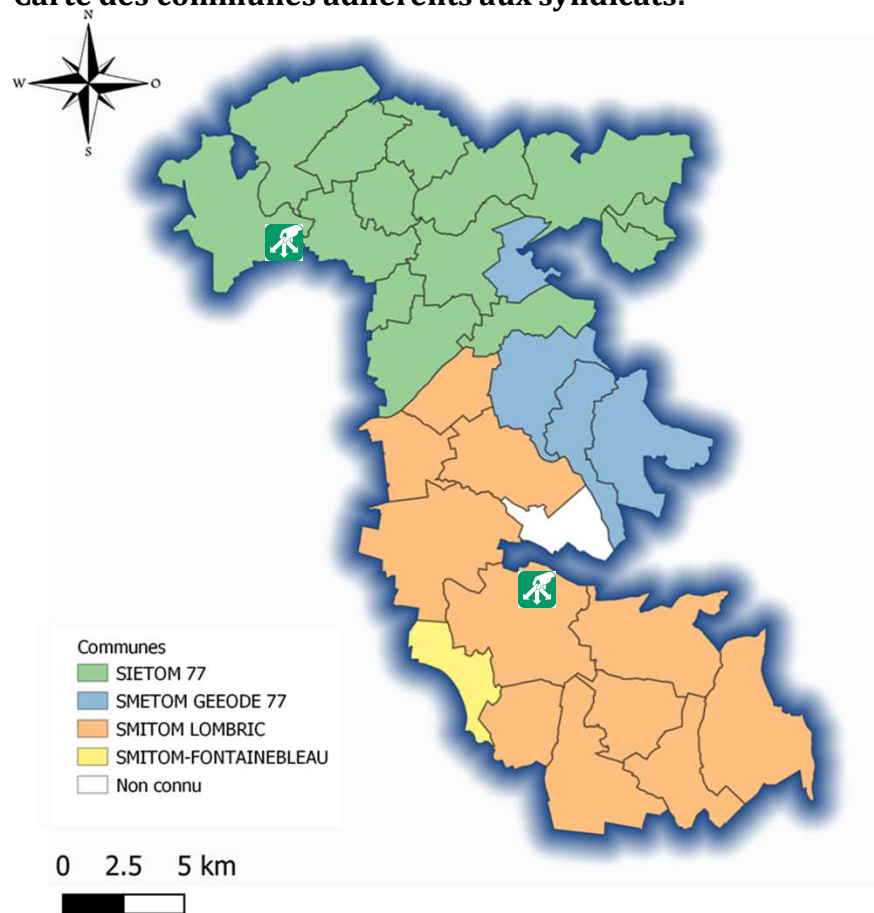 Carte des communes adhérents aux syndicats:
N
W
O
S
Communes
SIETOM 77
SMETOM GEEODE 77
SMITOM LOMBRIC
SMITOM-FONTAINEBLEAU
Non connu
0 2.5 5 km